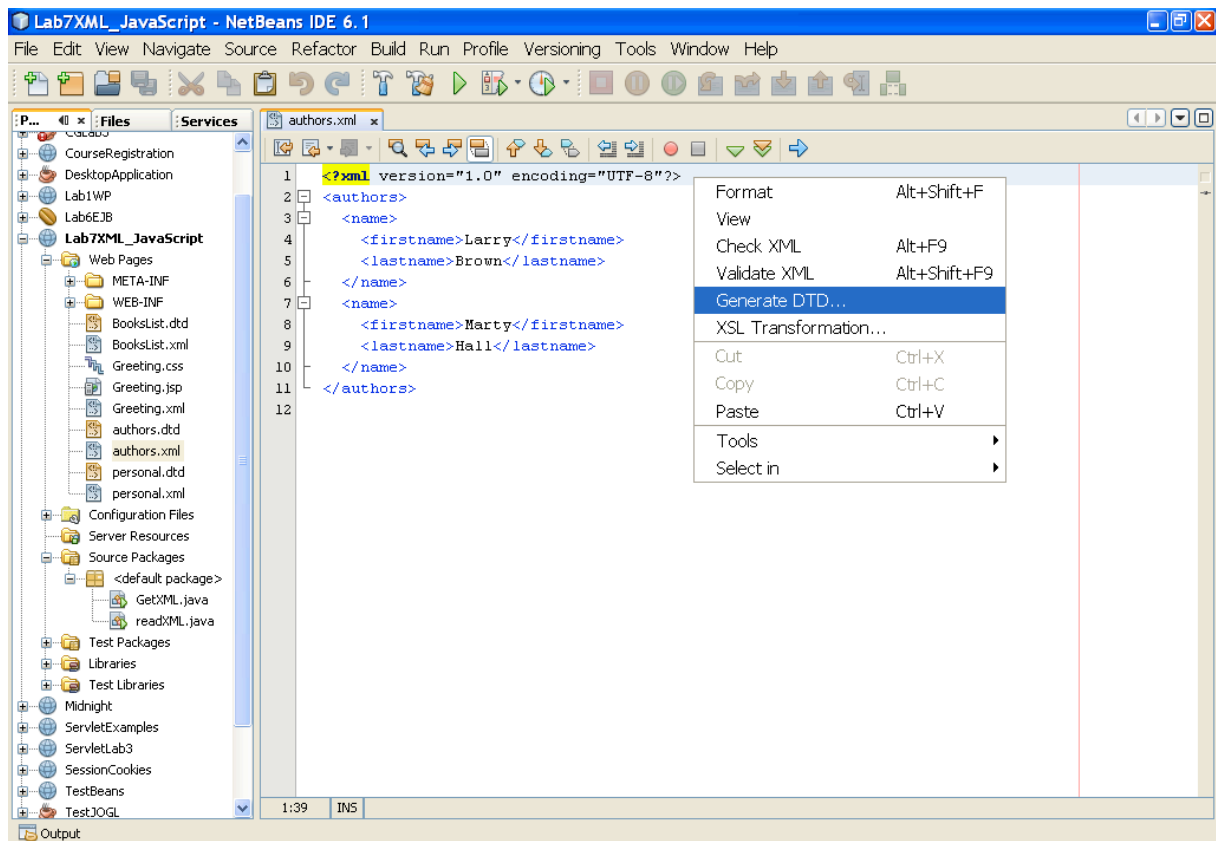 Lab7XML_JavaScript - NetBeans IDE 6.1
File Edit View Navigate Source Refactor Build Run Profile Versioning Tools Window Help
P... Files Services
authors.xml
CGLab5
CourseRegistration
DesktopApplication
Lab1WP
Lab6EJB
Lab7XML_JavaScript
Web Pages
META-INF
WEB-INF
BooksList.dtd
BooksList.xml
Greeting.css
Greeting.jsp
Greeting.xml
authors.dtd
authors.xml
personal.dtd
personal.xml
Configuration Files
Server Resources
Source Packages
<default package>
GetXML.java
readXML.java
Test Packages
Libraries
Test Libraries
Midnight
ServletExamples
ServletLab3
SessionCookies
TestBeans
TestJOGL
1 <?xml version="1.0" encoding="UTF-8"?>
2 <authors>
3 <name>
4 <firstname>Larry</firstname>
5 <lastname>Brown</lastname>
6 </name>
7 <name>
8 <firstname>Marty</firstname>
9 <lastname>Hall</lastname>
10 </name>
11 </authors>
12
Format Alt+Shift+F
View
Check XML Alt+F9
Validate XML Alt+Shift+F9
Generate DTD...
XSL Transformation...
Cut Ctrl+X
Copy Ctrl+C
Paste Ctrl+V
Tools
Select in
1:39 INS
Output